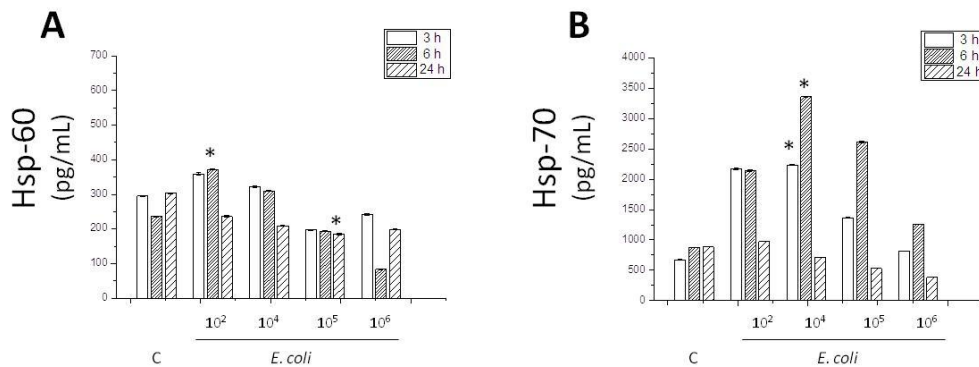 A
3 h
6 h
24 h
Hsp-60
(pg/mL)
700
600
500
400
300
200
100
0
*
*
10²
10⁴
10⁵
10⁶
C
E. coli
B
3 h
6 h
24 h
Hsp-70
(pg/mL)
4000
3500
3000
2500
2000
1500
1000
500
0
*
*
10²
10⁴
10⁵
10⁶
C
E. coli